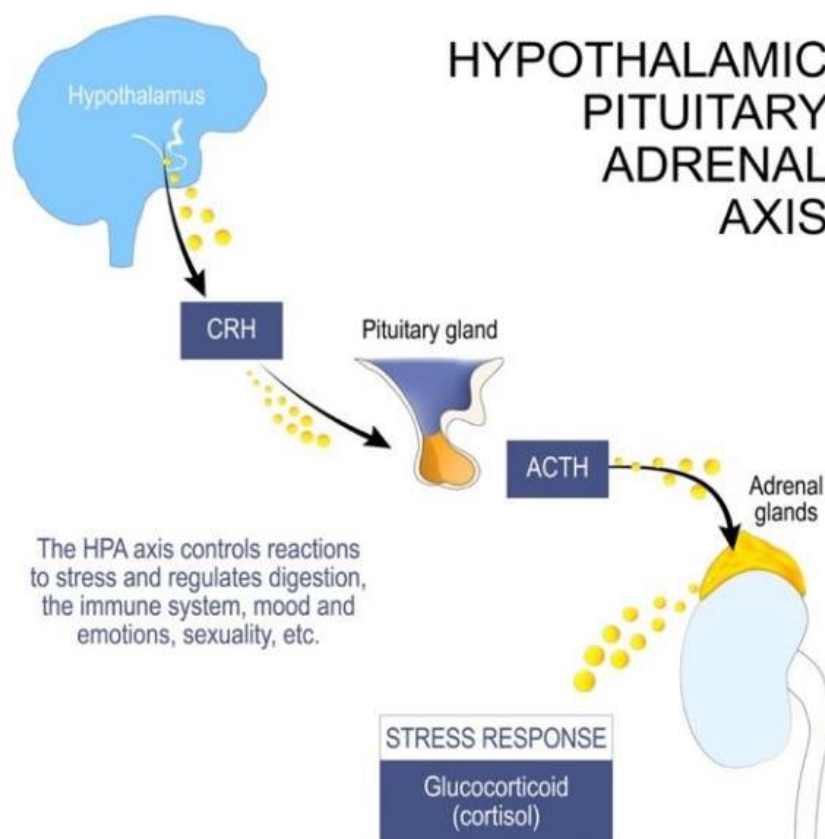 HYPOTHALAMIC
PITUITARY
ADRENAL
AXIS
Hypothalamus
CRH
Pituitary gland
ACTH
Adrenal
glands
The HPA axis controls reactions
to stress and regulates digestion,
the immune system, mood and
emotions, sexuality, etc.
STRESS RESPONSE
Glucocorticoid
(cortisol)